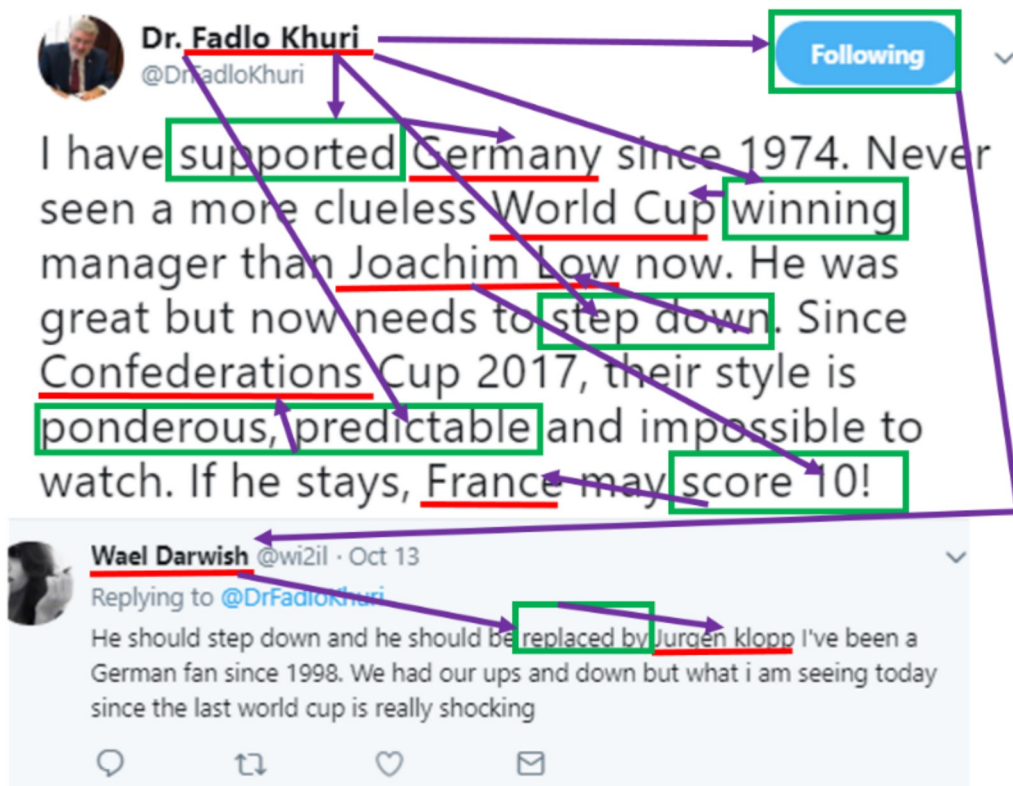 Dr. Fadlo Khuri
Following
@DrFadloKhuri
I have supported Germany since 1974. Never
seen a more clueless World Cup winning
manager than Joachim Low now. He was
great but now needs to step down. Since
Confederations Cup 2017, their style is
ponderous, predictable and impossible to
watch. If he stays, France may score 10!
Wael Darwish @wi2il · Oct 13
Replying to @DrFadloKhuri
He should step down and he should be replaced by Jurgen klopp I've been a
German fan since 1998. We had our ups and down but what i am seeing today
since the last world cup is really shocking